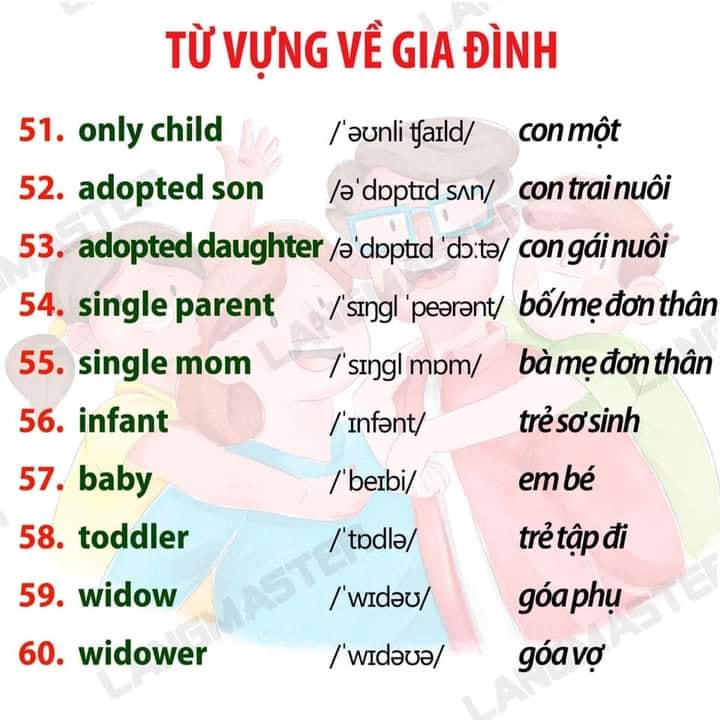 TỪ VỰNG VỀ GIA ĐÌNH
51. only child /ˈəʊnli ʧaɪld/ con một
52. adopted son /əˈdɒptɪd sʌn/ con trai nuôi
53. adopted daughter /əˈdɒptɪd ˈdɔːtə/ con gái nuôi
54. single parent /ˈsɪŋgl ˈpeərənt/ bố/mẹ đơn thân
55. single mom /ˈsɪŋgl mɒm/ bà mẹ đơn thân
56. infant /ˈɪnfənt/ trẻ sơ sinh
57. baby /ˈbeɪbi/ em bé
58. toddler /ˈtɒdlə/ trẻ tập đi
59. widow /ˈwɪdəʊ/ góa phụ
60. widower /ˈwɪdəʊə/ góa vợ
LANGMASTER